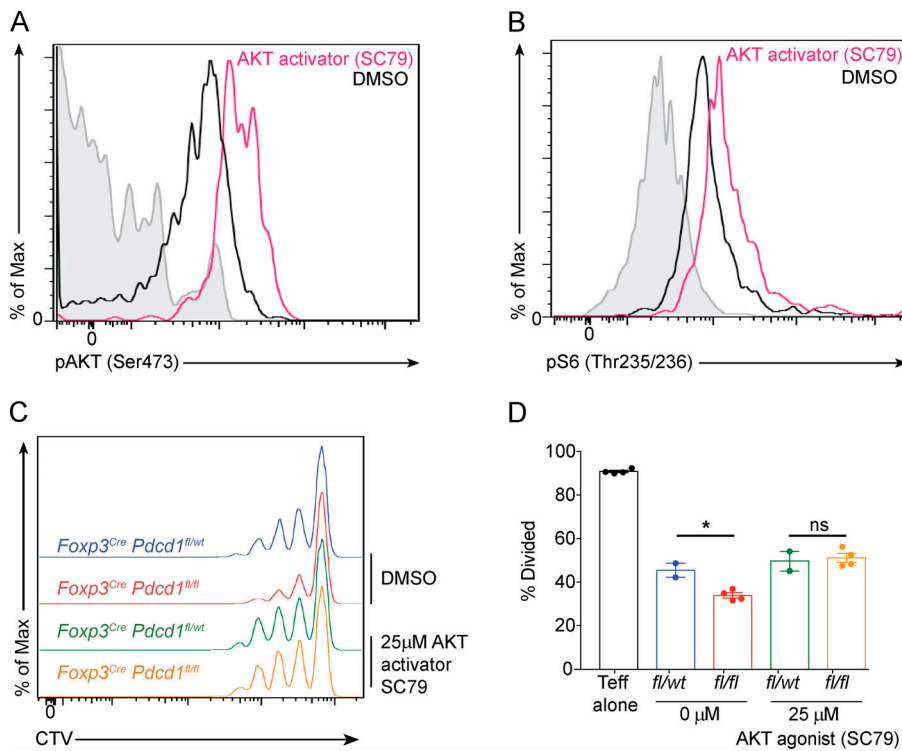 A
AKT activator (SC79)
DMSO
% of Max
0
0
pAKT (Ser473)
B
AKT activator (SC79)
DMSO
% of Max
0
0
pS6 (Thr235/236)
C
Foxp3Cre Pdcd1fl/wt
Foxp3Cre Pdcd1fl/fl
DMSO
Foxp3Cre Pdcd1fl/wt
Foxp3Cre Pdcd1fl/fl
25μM AKT
activator
SC79
% of Max
0
CTV
D
100
80
60
40
20
0
% Divided
*
ns
Teff
alone
fl/wt
fl/fl
fl/wt
fl/fl
0 μM
25 μM
AKT agonist (SC79)